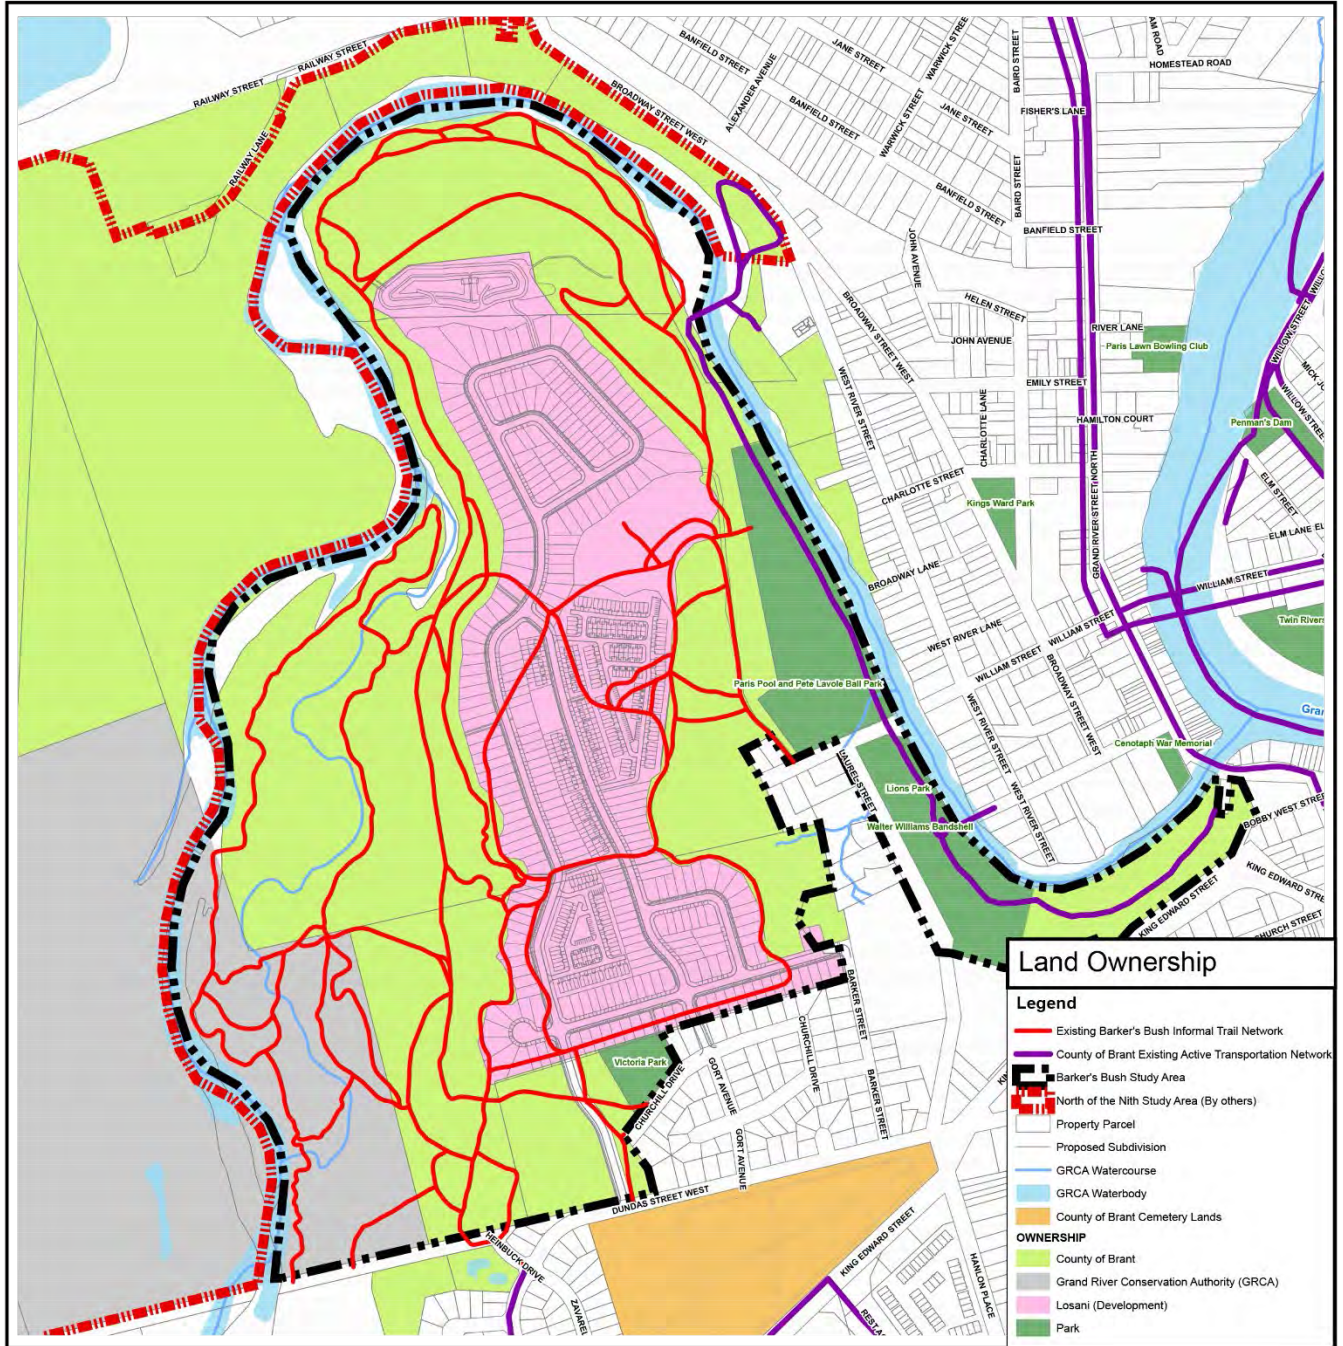 RAILWAY STREET
RAILWAY STREET
RAILWAY LANE
BROADWAY STREET WEST
BANFIELD STREET
JANE STREET
WARWICK STREET
ALEXANDER AVENUE
BANFIELD STREET
WARWICK STREET
JANE STREET
BANFIELD STREET
BAIRD STREET
HOMESTEAD ROAD
FISHER'S LANE
BAIRD STREET
BANFIELD STREET
JOHN AVENUE
HELEN STREET
BROADWAY STREET WEST
RIVER LANE
Paris Lawn Bowling Club
JOHN AVENUE
WEST RIVER STREET
EMILY STREET
CHARLOTTE LANE
HAMILTON COURT
WILLOW STREET
WILLOW STREET
Penman's Dam
CHARLOTTE STREET
Kings Ward Park
GRAND RIVER STREET NORTH
ELM STREET
ELM LANE
BROADWAY LANE
WILLIAM STREET
WEST RIVER LANE
WILLIAM STREET
WILLIAM STREET
Twin Rivers
Paris Pool and Pete Lavole Ball Park
BROADWAY STREET WEST
WEST RIVER STREET
Cenotaph War Memorial
LAUREL STREET
Lions Park
WEST RIVER STREET
Walter Williams Bandshell
BOBBY WEST STREET
KING EDWARD STREET
KING EDWARD STREET
CHURCH STREET
BARKER STREET
CHURCHILL DRIVE
Victoria Park
GORT AVENUE
CHURCHILL DRIVE
BARKER STREET
GORT AVENUE
DUNDAS STREET WEST
KING EDWARD STREET
HEINBUCK DRIVE
HANLON PLACE
Land Ownership
Legend
Existing Barker's Bush Informal Trail Network
County of Brant Existing Active Transportation Network
Barker's Bush Study Area
North of the Nith Study Area (By others)
Property Parcel
Proposed Subdivision
GRCA Watercourse
GRCA Waterbody
County of Brant Cemetery Lands
OWNERSHIP
County of Brant
Grand River Conservation Authority (GRCA)
Losani (Development)
Park